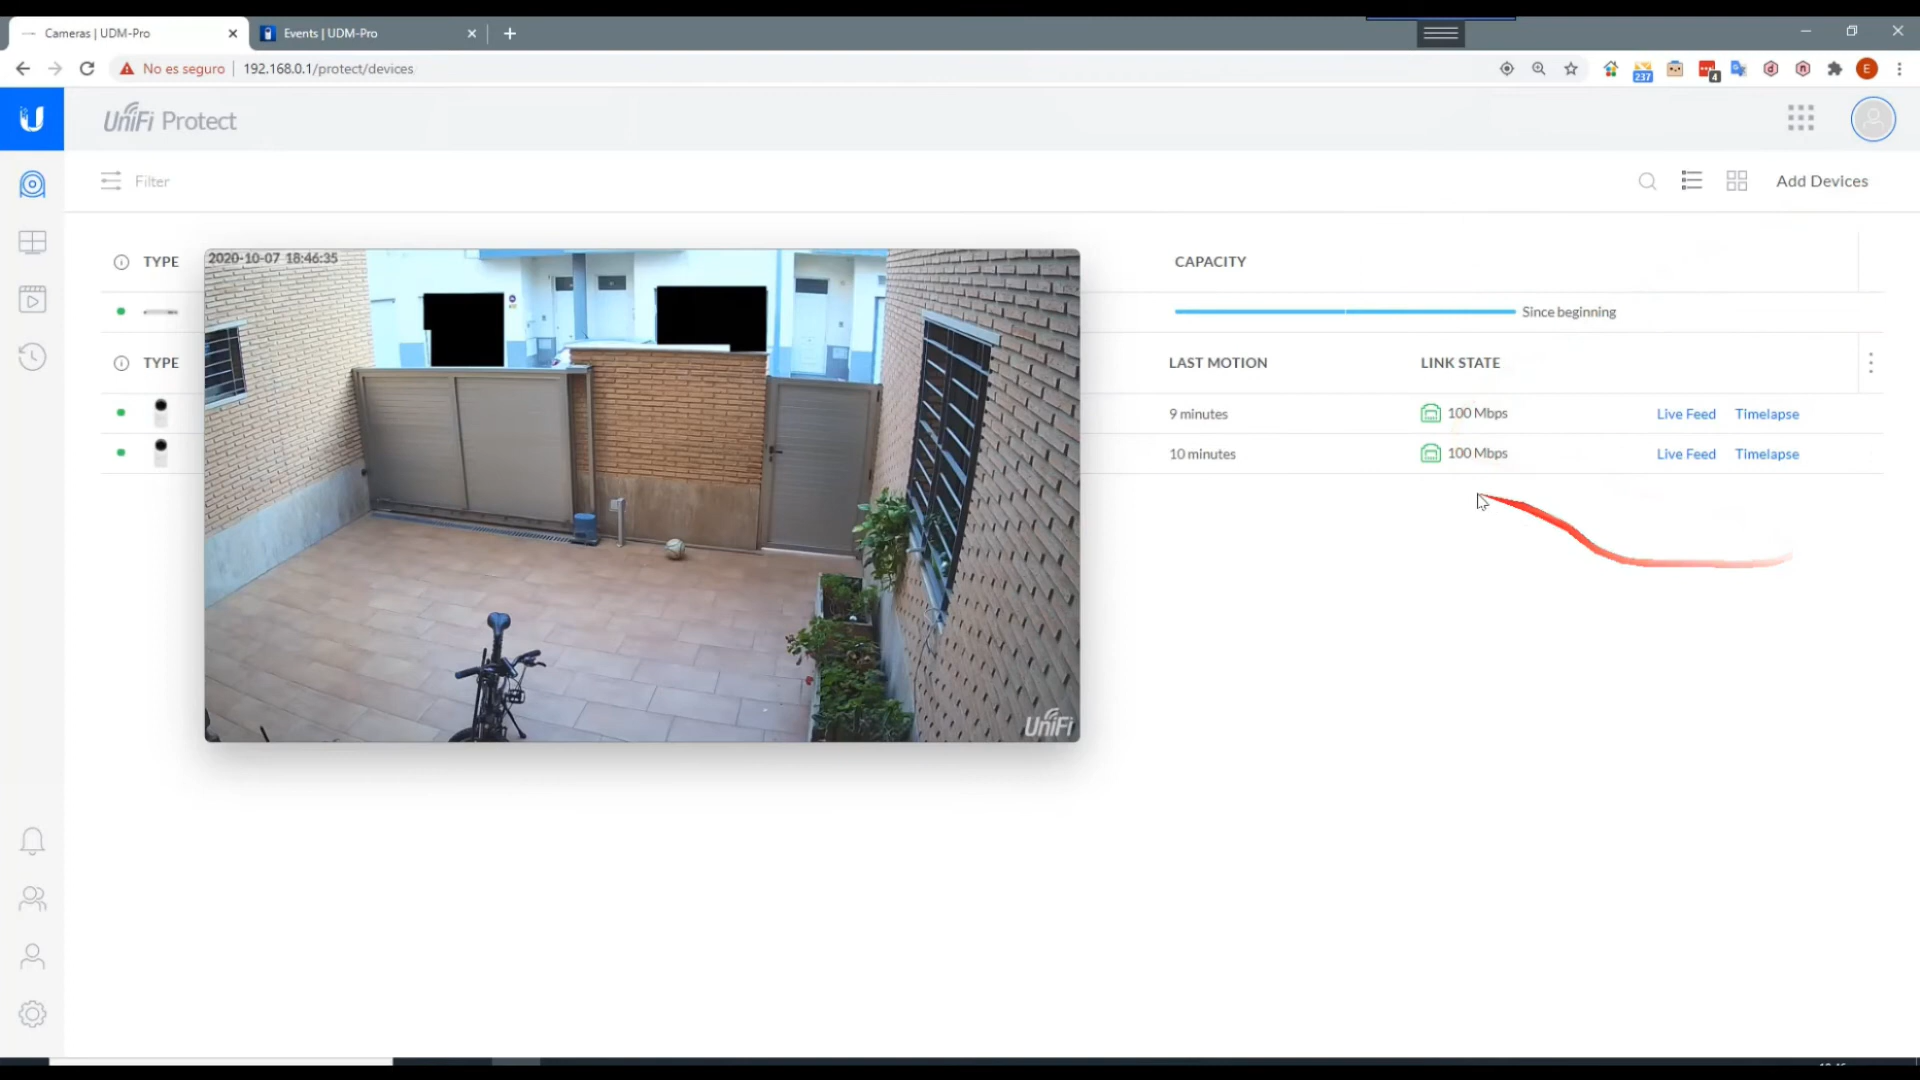 Cameras | UDM-Pro
Events | UDM-Pro
No es seguro
192.168.0.1/protect/devices
237
4
E
U
UniFi Protect
Filter
Add Devices
TYPE
CAPACITY
Since beginning
TYPE
LAST MOTION
LINK STATE
9 minutes
100 Mbps
Live Feed
Timelapse
10 minutes
100 Mbps
Live Feed
Timelapse
2020-10-07 18:46:35
UniFi